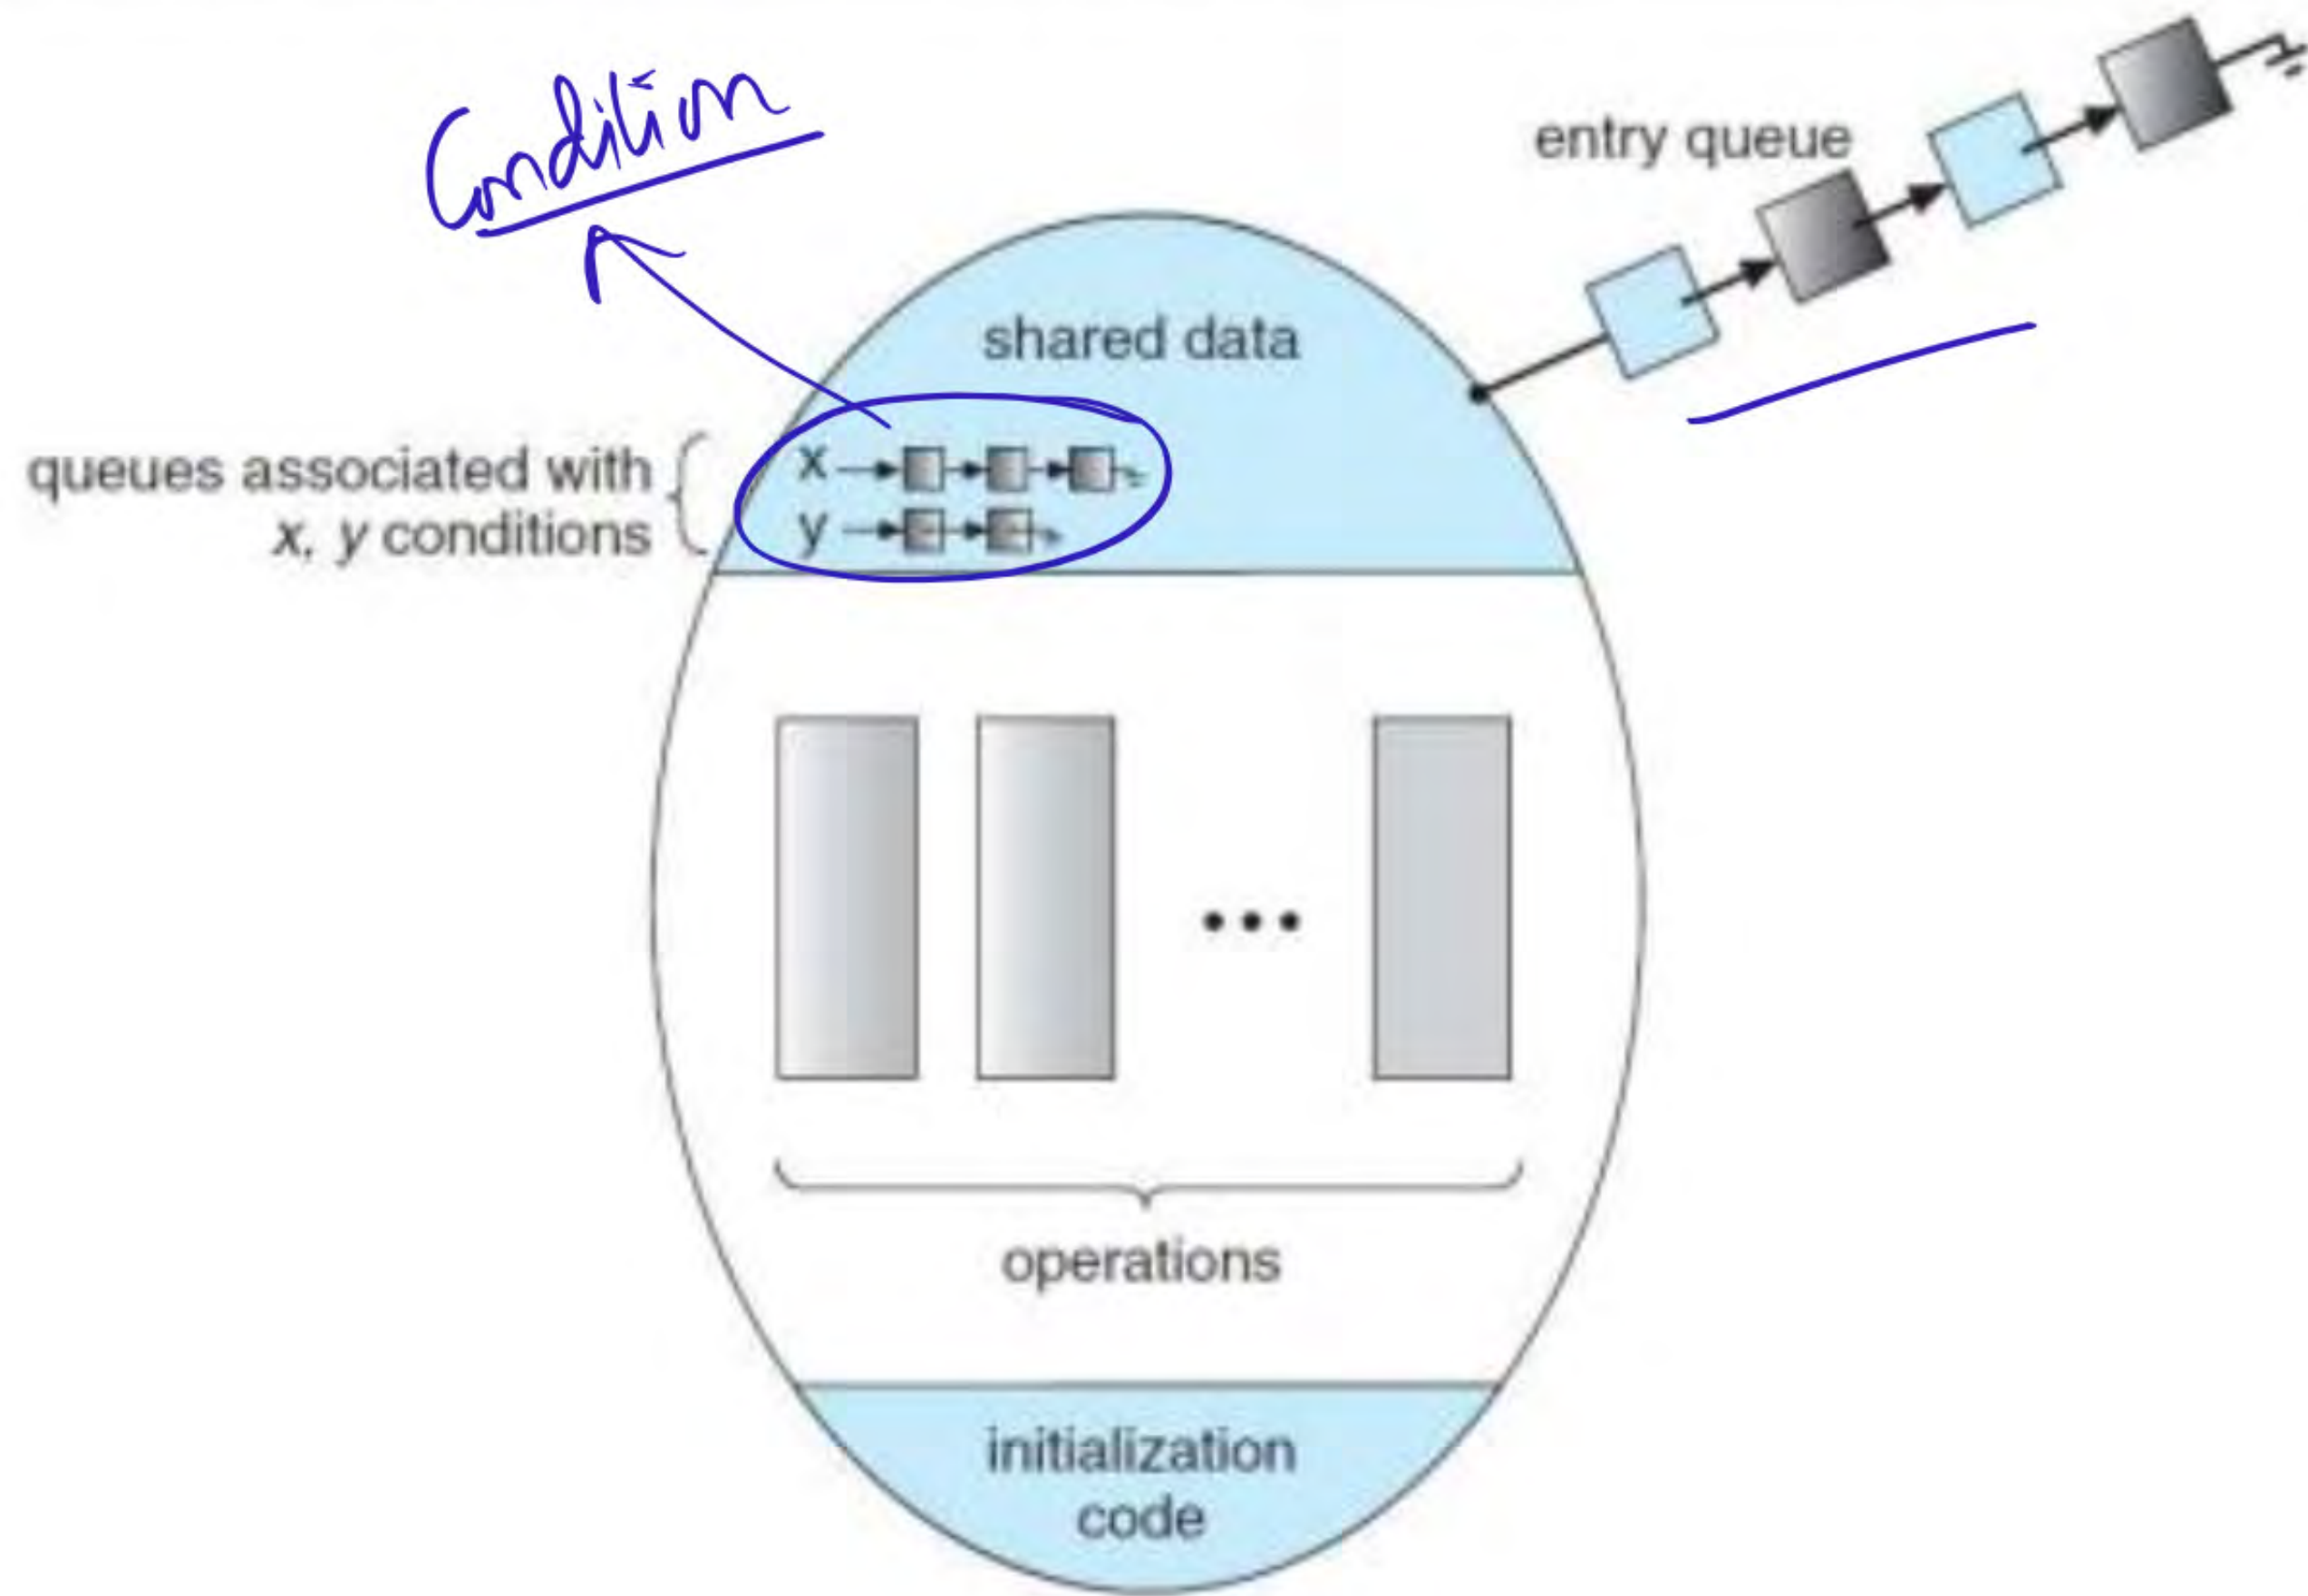 Condition
entry queue
shared data
queues associated with
x, y conditions
x
y
operations
initialization
code